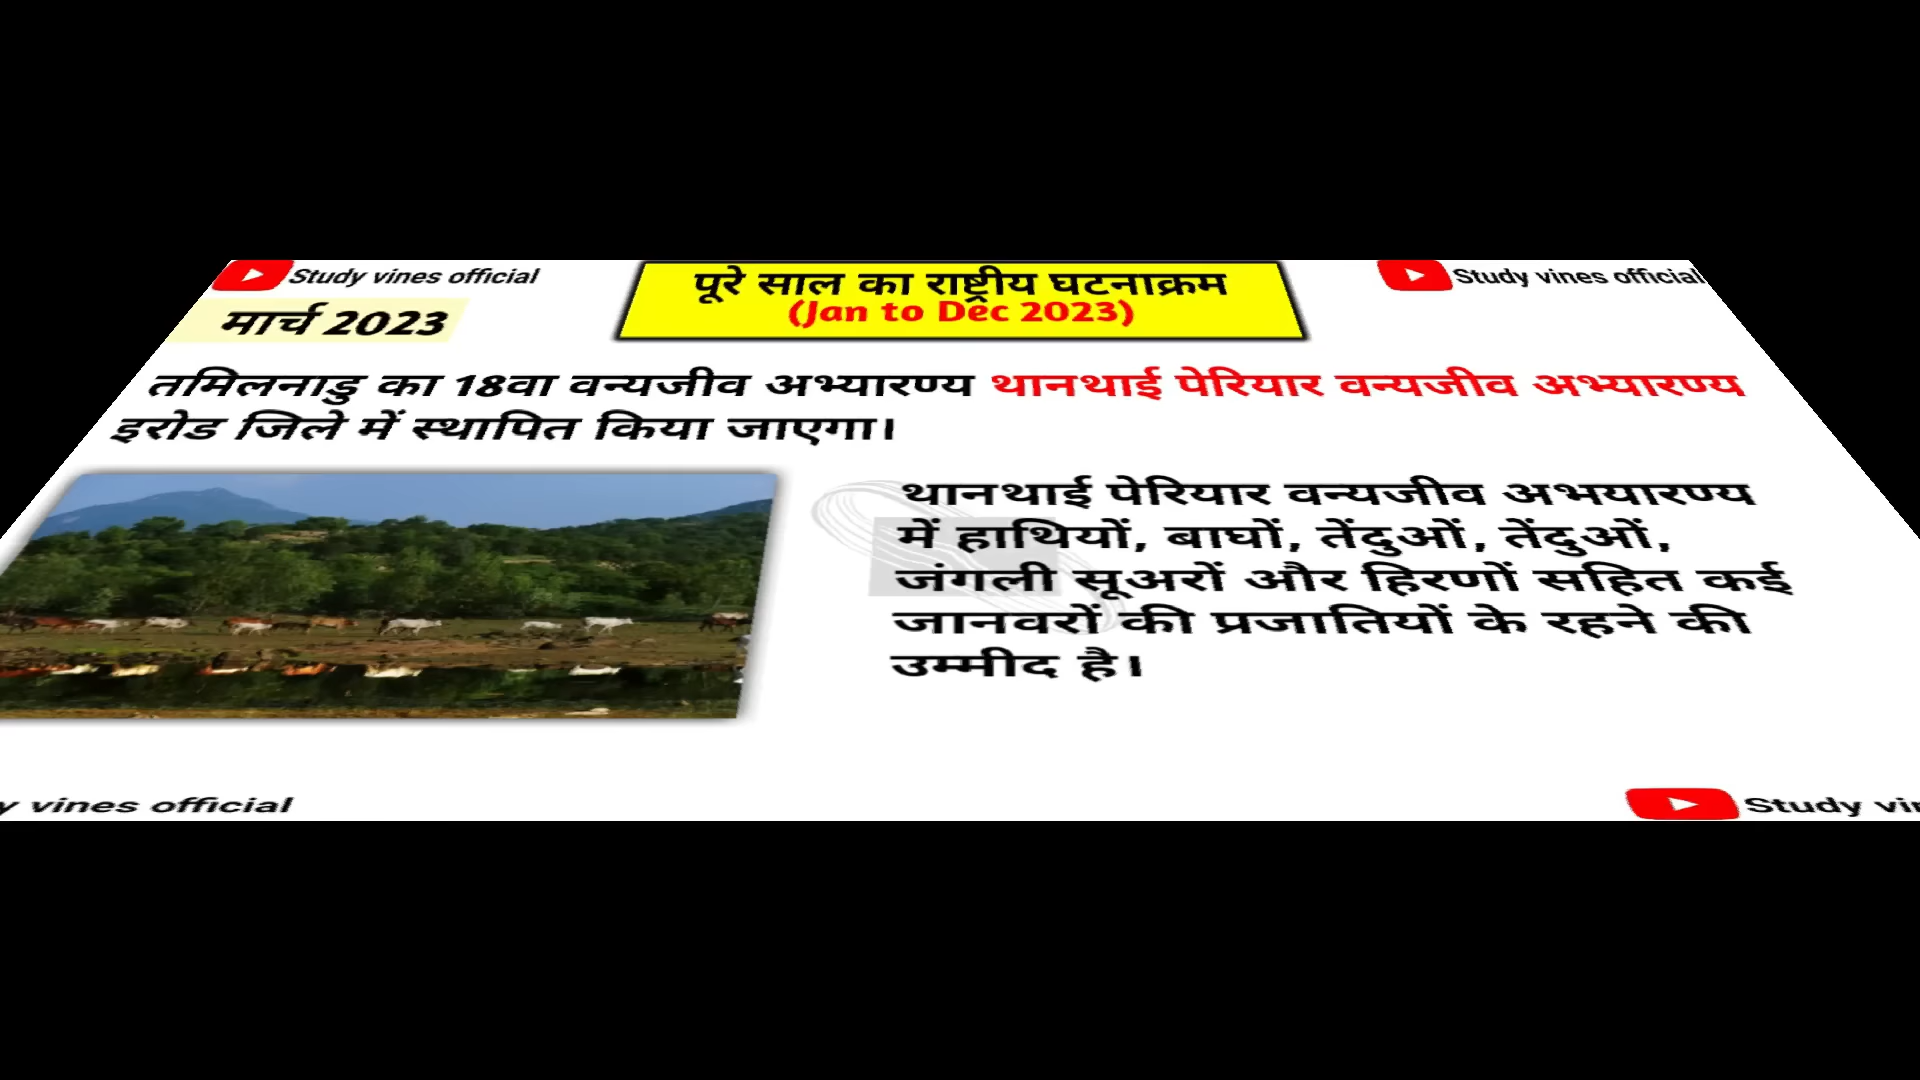 Study vines official
पूरे साल का राष्ट्रीय घटनाक्रम
Study vines official
(Jan to Dec 2023)
मार्च 2023
तमिलनाडु का 18वा वन्यजीव अभ्यारण्य थानथाई पेरियार वन्यजीव अभ्यारण्य
इरोड जिले में स्थापित किया जाएगा।
थानथाई पेरियार वन्यजीव अभयारण्य
में हाथियों, बाघों, तेंदुओं, तेंदुओं,
जंगली सूअरों और हिरणों सहित कई
जानवरों की प्रजातियों के रहने की
उम्मीद है।
vines official
Study